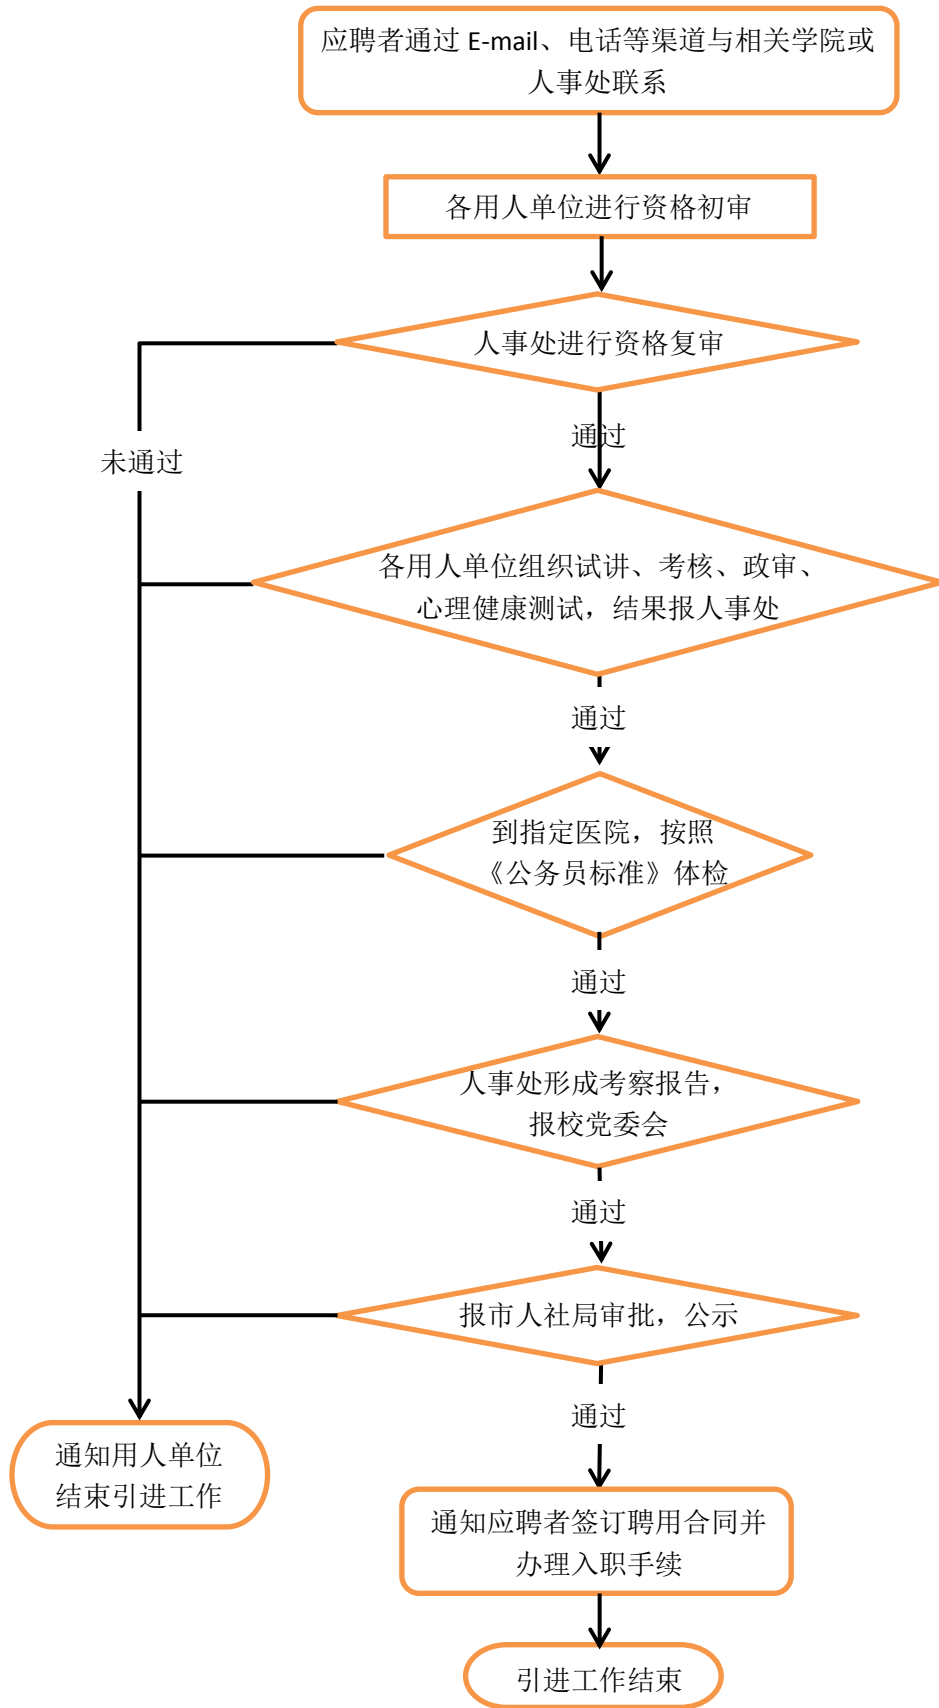 应聘者通过 E-mail、电话等渠道与相关学院或
人事处联系
各用人单位进行资格初审
人事处进行资格复审
通过
未通过
各用人单位组织试讲、考核、政审、
心理健康测试，结果报人事处
通过
到指定医院，按照
《公务员标准》体检
通过
人事处形成考察报告，
报校党委会
通过
报市人社局审批，公示
通过
通知用人单位
结束引进工作
通知应聘者签订聘用合同并
办理入职手续
引进工作结束